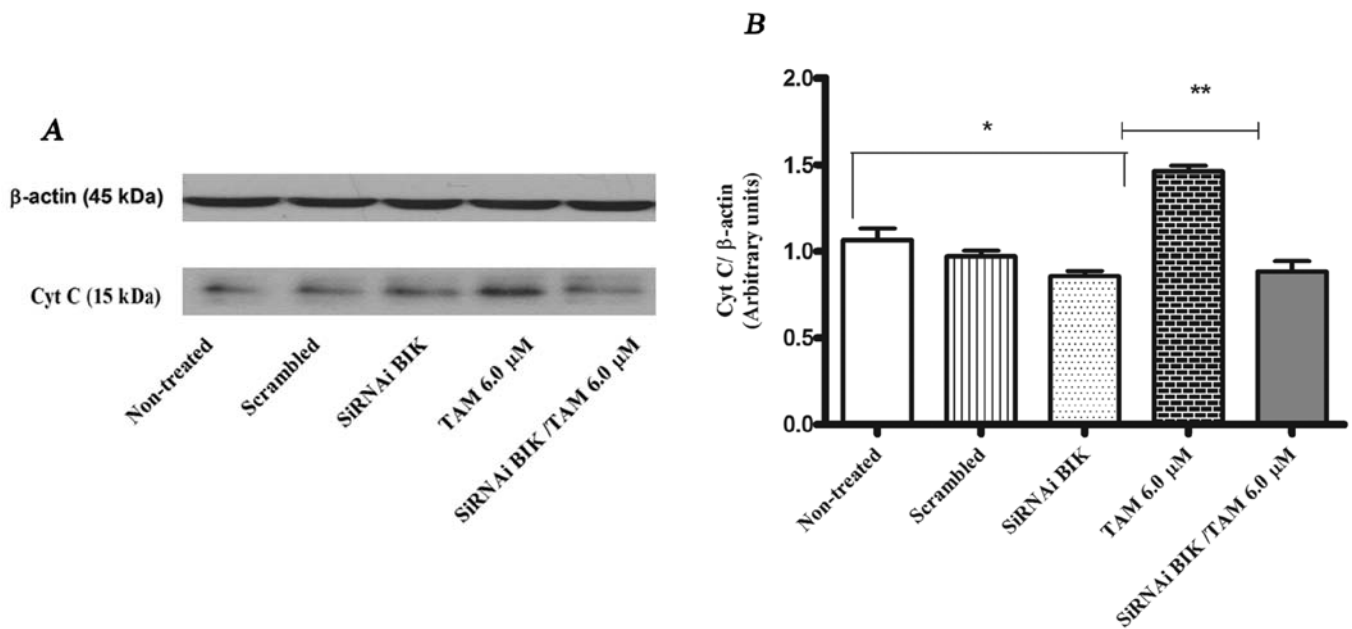 A
β-actin (45 kDa)
Cyt C (15 kDa)
Non-treated
Scrambled
SiRNAi BIK
TAM 6.0 µM
SiRNAi BIK /TAM 6.0 µM
B
Cyt C/ β-actin
(Arbitrary units)
2.0
1.5
1.0
0.5
0.0
*
**
Non-treated
Scrambled
SiRNAi BIK
TAM 6.0 µM
SiRNAi BIK /TAM 6.0 µM